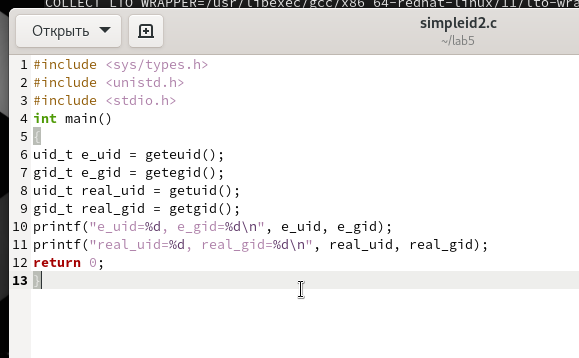 COLLECT_LTO_WRAPPER=/usr/libexec/gcc/x86_64-redhat-linux/11/lto-wra
Открыть
simpleid2.c
~/lab5
1 #include <sys/types.h>
2 #include <unistd.h>
3 #include <stdio.h>
4 int main()
5 {
6 uid_t e_uid = geteuid();
7 gid_t e_gid = getegid();
8 uid_t real_uid = getuid();
9 gid_t real_gid = getgid();
10 printf("e_uid=%d, e_gid=%d\n", e_uid, e_gid);
11 printf("real_uid=%d, real_gid=%d\n", real_uid, real_gid);
12 return 0;
13 }